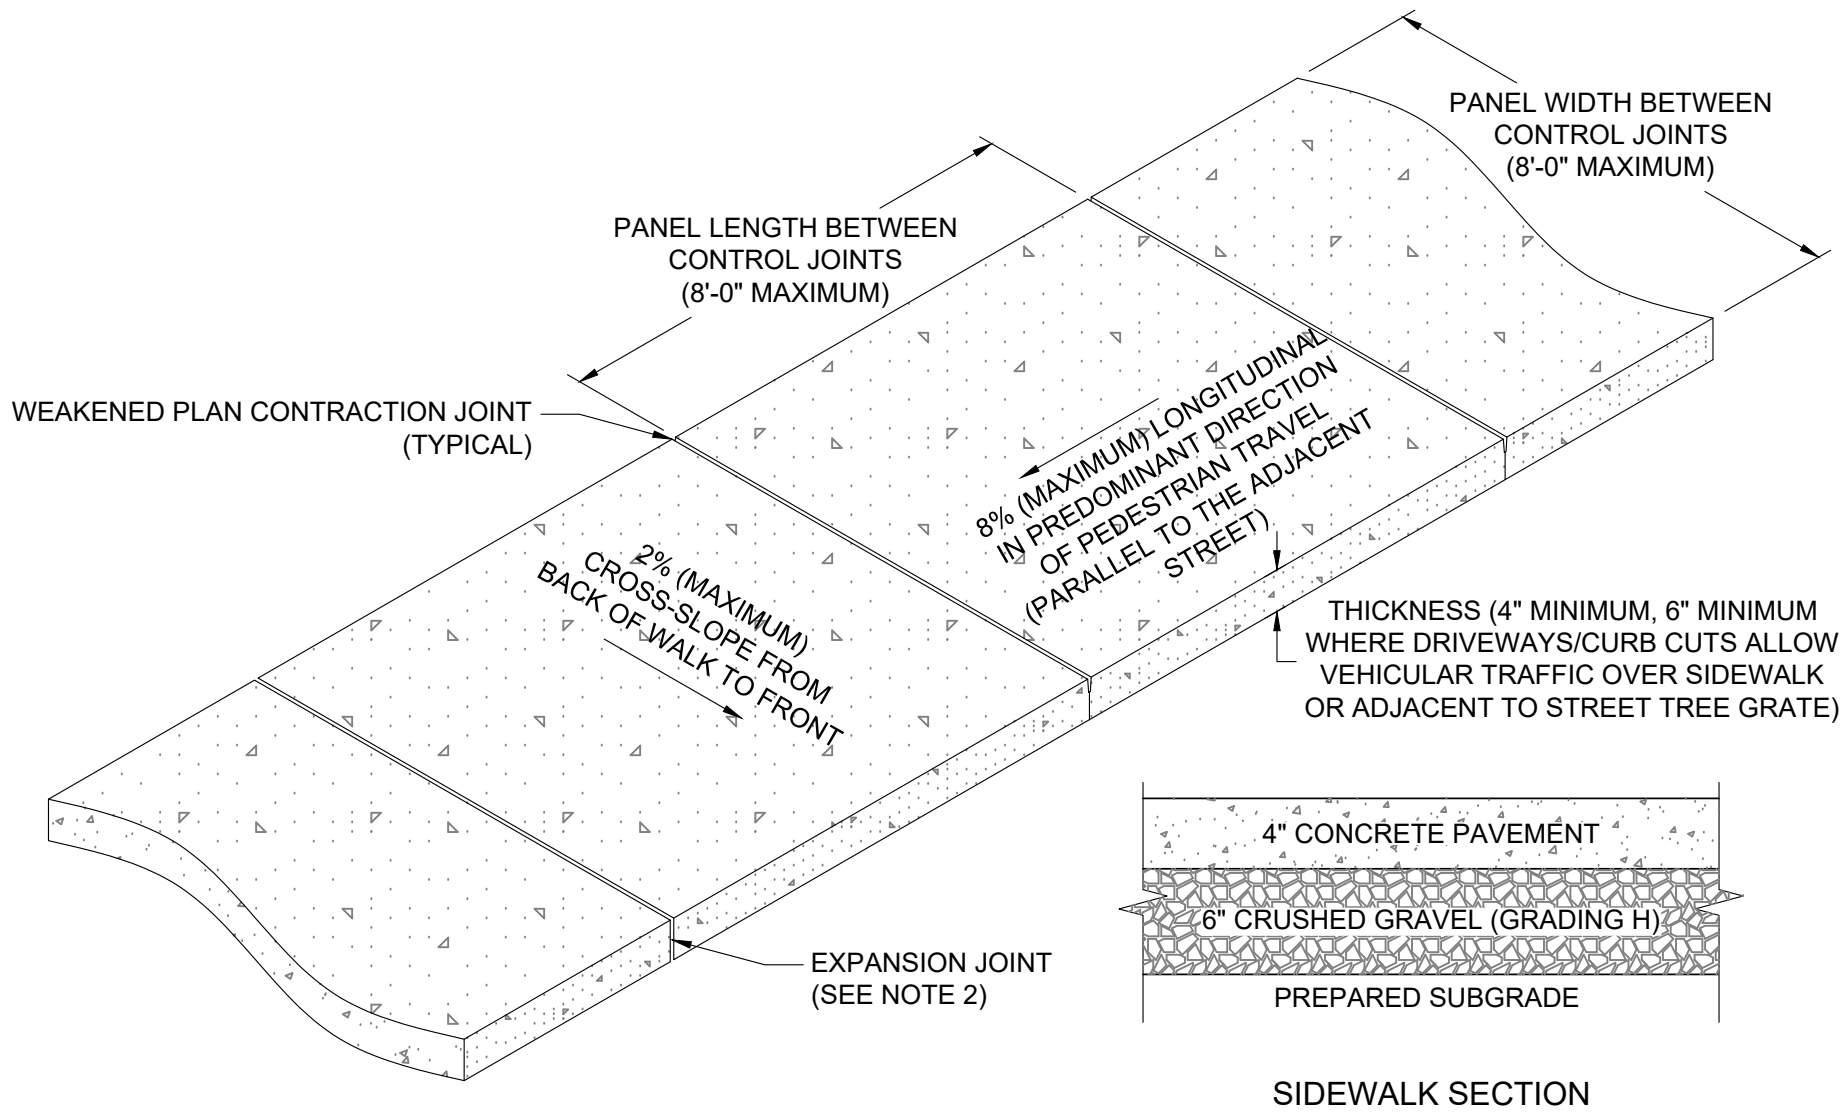 PANEL WIDTH BETWEEN
CONTROL JOINTS
(8'-0" MAXIMUM)
PANEL LENGTH BETWEEN
CONTROL JOINTS
(8'-0" MAXIMUM)
WEAKENED PLAN CONTRACTION JOINT
(TYPICAL)
8% (MAXIMUM) LONGITUDINAL
IN PREDOMINANT DIRECTION
OF PEDESTRIAN TRAVEL
(PARALLEL TO THE ADJACENT
STREET)
2% (MAXIMUM)
CROSS-SLOPE FROM
BACK OF WALK TO FRONT
THICKNESS (4" MINIMUM, 6" MINIMUM
WHERE DRIVEWAYS/CURB CUTS ALLOW
VEHICULAR TRAFFIC OVER SIDEWALK
OR ADJACENT TO STREET TREE GRATE)
4" CONCRETE PAVEMENT
6" CRUSHED GRAVEL (GRADING H)
PREPARED SUBGRADE
EXPANSION JOINT
(SEE NOTE 2)
SIDEWALK SECTION